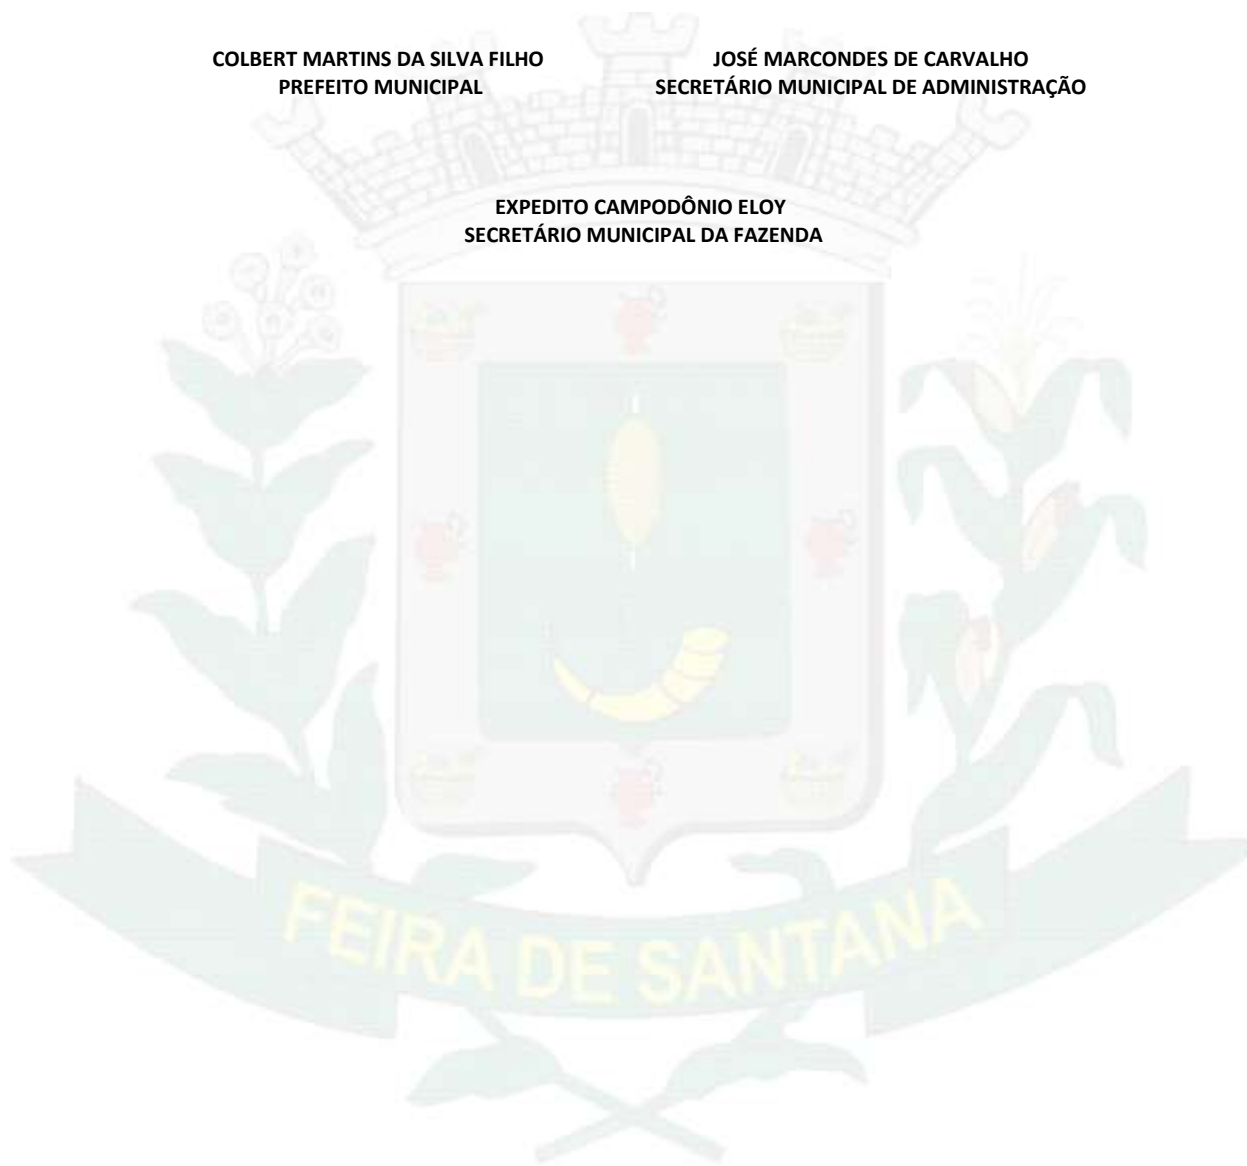 COLBERT MARTINS DA SILVA FILHO
PREFEITO MUNICIPAL
JOSÉ MARCONDES DE CARVALHO
SECRETÁRIO MUNICIPAL DE ADMINISTRAÇÃO
EXPEDITO CAMPODÔNIO ELOY
SECRETÁRIO MUNICIPAL DA FAZENDA
FEIRA DE SANTANA